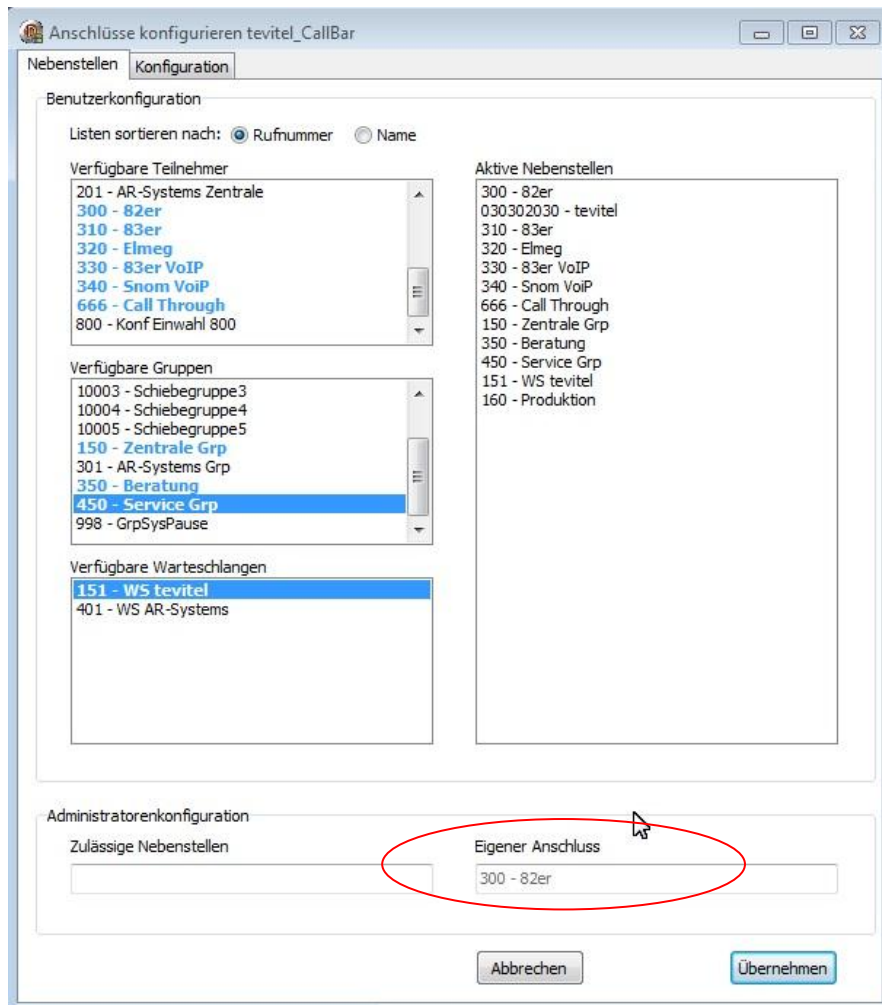 Anschlüsse konfigurieren tevitel_CallBar
Nebenstellen Konfiguration
Benutzerkonfiguration
Listen sortieren nach: Rufnummer Name
Verfügbare Teilnehmer
201 - AR-Systems Zentrale
300 - 82er
310 - 83er
320 - Elmeg
330 - 83er VoIP
340 - Snom VoiP
666 - Call Through
800 - Konf Einwahl 800
Verfügbare Gruppen
10003 - Schiebegruppe3
10004 - Schiebegruppe4
10005 - Schiebegruppe5
150 - Zentrale Grp
301 - AR-Systems Grp
350 - Beratung
450 - Service Grp
998 - GrpSysPause
Verfügbare Warteschlangen
151 - WS tevitel
401 - WS AR-Systems
Aktive Nebenstellen
300 - 82er
030302030 - tevitel
310 - 83er
320 - Elmeg
330 - 83er VoIP
340 - Snom VoiP
666 - Call Through
150 - Zentrale Grp
350 - Beratung
450 - Service Grp
151 - WS tevitel
160 - Produktion
Administratorenkonfiguration
Zulässige Nebenstellen
Eigener Anschluss
300 - 82er
Abbrechen Übernehmen